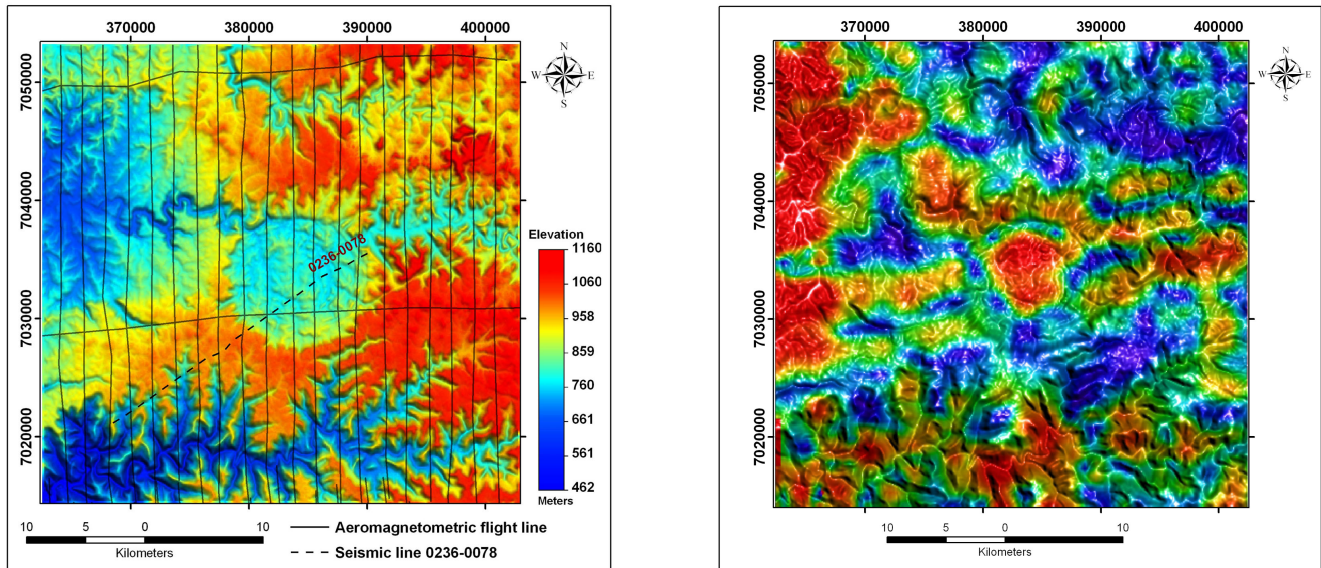 370000 380000 390000 400000
N
W E
S
7050000
7040000
7030000
7020000
0236-0078
Elevation
1160
1060
958
859
760
661
561
462
Meters
10 5 0 10
Kilometers
Aeromagnetometric flight line
Seismic line 0236-0078
370000 380000 390000 400000
N
W E
S
7050000
7040000
7030000
7020000
10 5 0 10
Kilometers